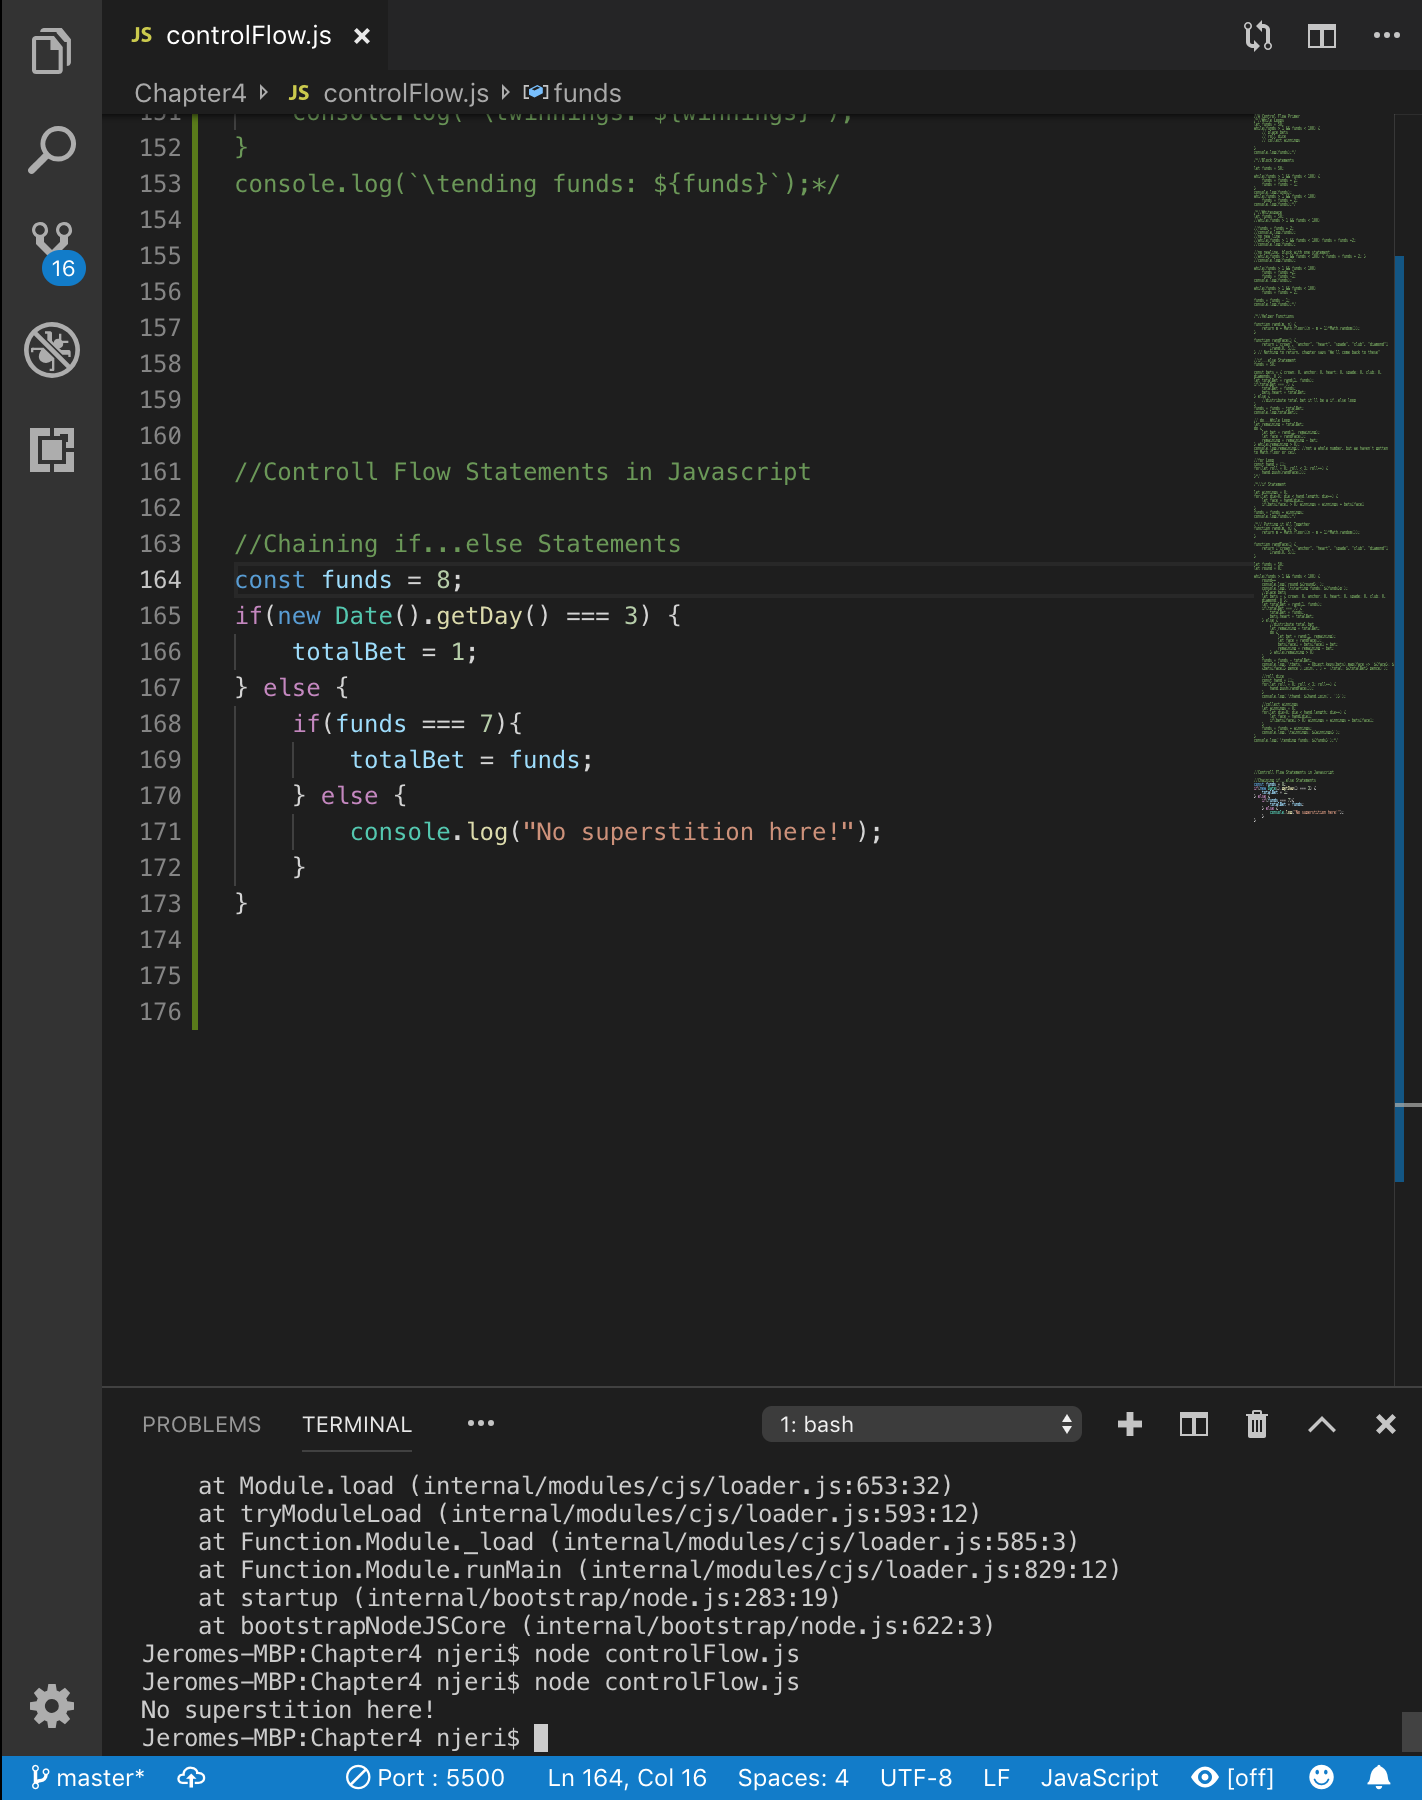 JS controlFlow.js ×
Chapter4 JS controlFlow.js funds
151 console.log(`\twinnings: ${winnings}`);
152 }
153 console.log(`\tending funds: ${funds}`);*/
154
155
156
157
158
159
160
161 //Controll Flow Statements in Javascript
162
163 //Chaining if...else Statements
164 const funds = 8;
165 if(new Date().getDay() === 3) {
166 totalBet = 1;
167 } else {
168 if(funds === 7){
169 totalBet = funds;
170 } else {
171 console.log("No superstition here!");
172 }
173 }
174
175
176
16
PROBLEMS TERMINAL ••• 1: bash
at Module.load (internal/modules/cjs/loader.js:653:32)
at tryModuleLoad (internal/modules/cjs/loader.js:593:12)
at Function.Module._load (internal/modules/cjs/loader.js:585:3)
at Function.Module.runMain (internal/modules/cjs/loader.js:829:12)
at startup (internal/bootstrap/node.js:283:19)
at bootstrapNodeJSCore (internal/bootstrap/node.js:622:3)
Jeromes-MBP:Chapter4 njeri$ node controlFlow.js
Jeromes-MBP:Chapter4 njeri$ node controlFlow.js
No superstition here!
Jeromes-MBP:Chapter4 njeri$
master* Port : 5500 Ln 164, Col 16 Spaces: 4 UTF-8 LF JavaScript [off]